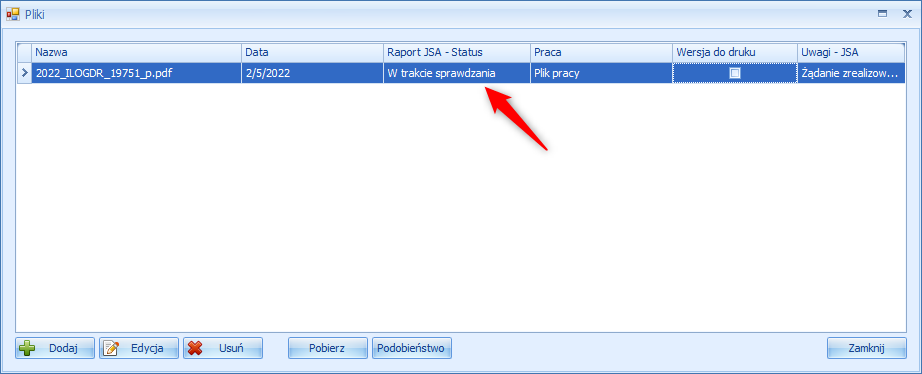 Pliki
Nazwa Data Raport JSA - Status Praca Wersja do druku Uwagi - JSA
2022_ILOGDR_19751_p.pdf 2/5/2022 W trakcie sprawdzania Plik pracy Żądanie zrealizow...
Dodaj Edycja Usuń Pobierz Podobieństwo Zamknij